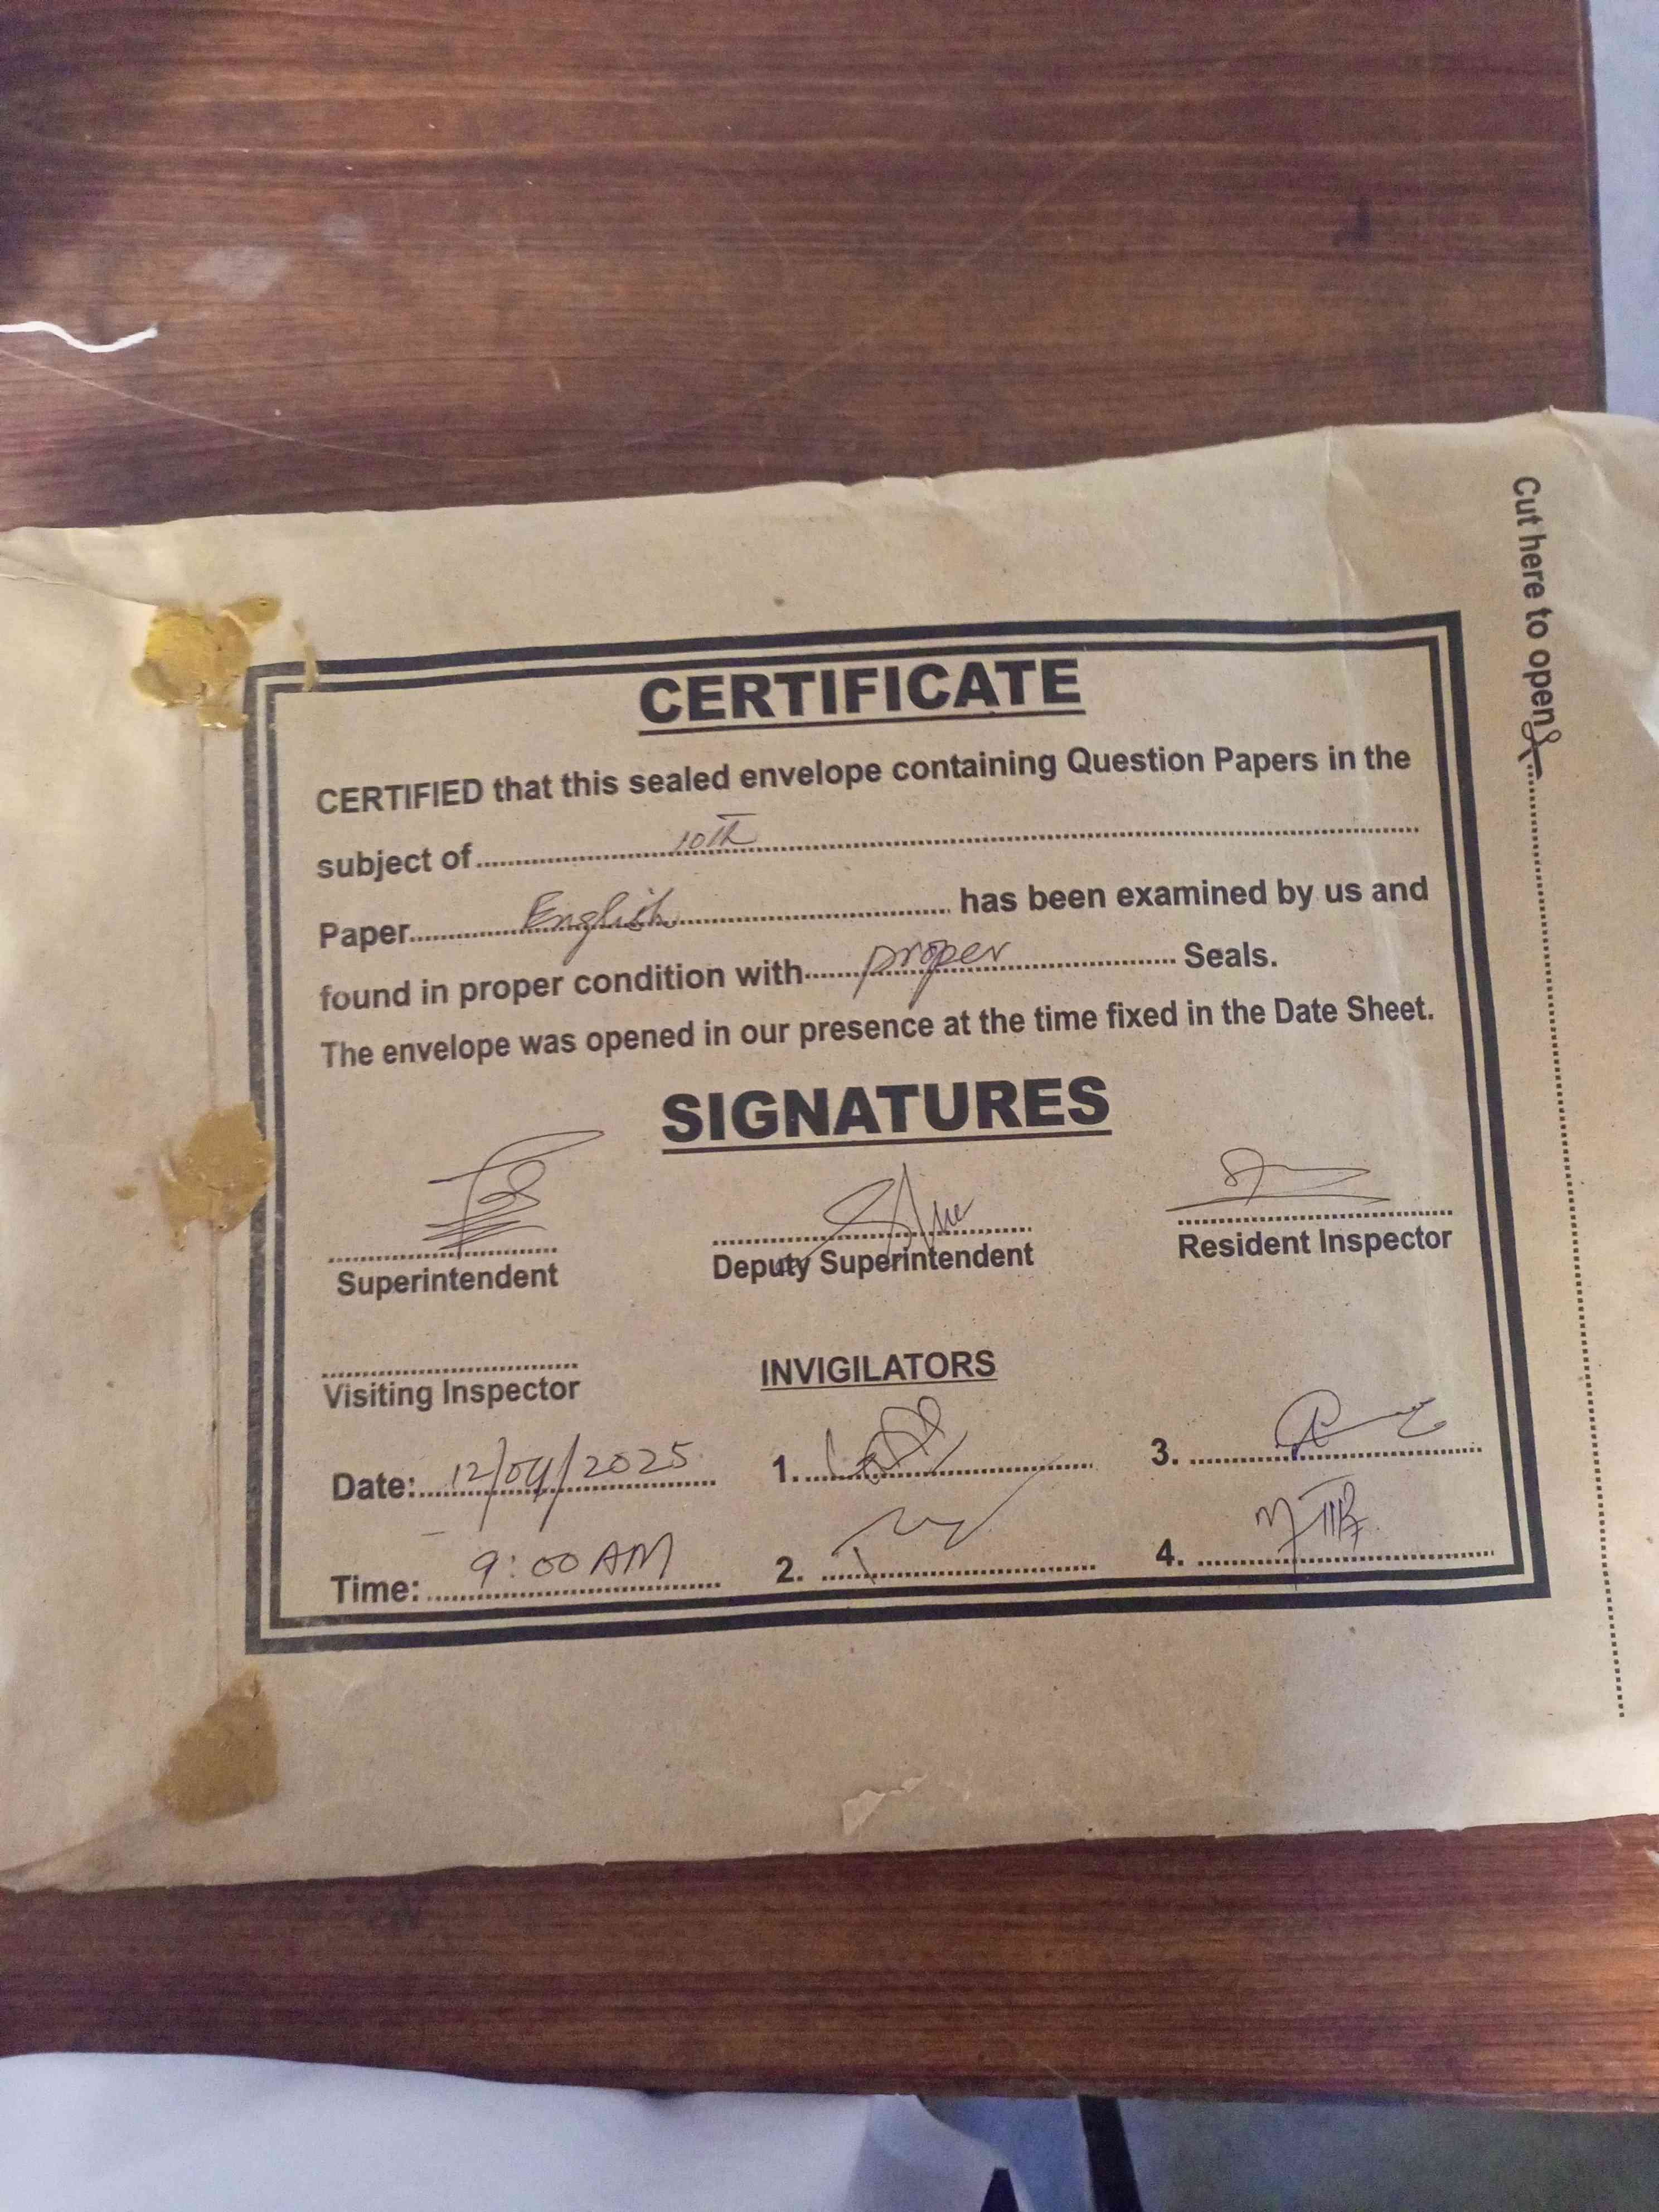 Cut here to open
CERTIFICATE
CERTIFIED that this sealed envelope containing Question Papers in the
subject of 10th
Paper English has been examined by us and
found in proper condition with proper Seals.
The envelope was opened in our presence at the time fixed in the Date Sheet.
SIGNATURES
Superintendent
Deputy Superintendent
Resident Inspector
Visiting Inspector
INVIGILATORS
Date: 12/04/2025 1. 3.
Time: 9:00 AM 2. 4.